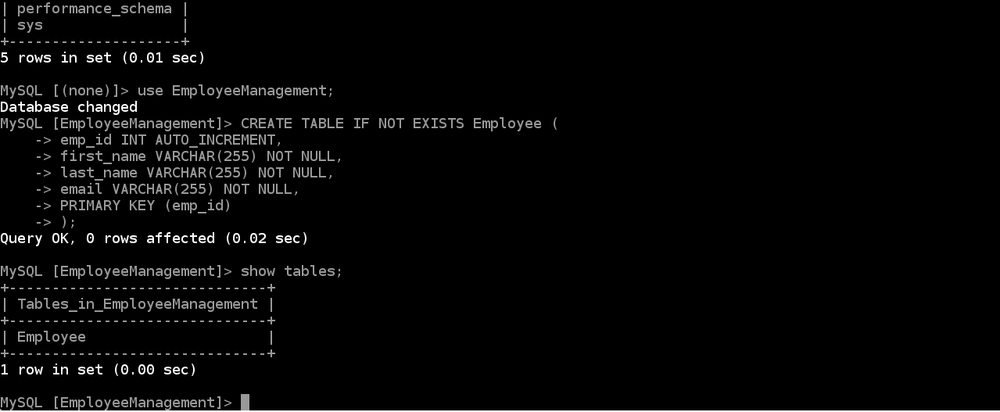 | performance_schema |
| sys                |
+--------------------+
5 rows in set (0.01 sec)

MySQL [(none)]> use EmployeeManagement;
Database changed
MySQL [EmployeeManagement]> CREATE TABLE IF NOT EXISTS Employee (
    -> emp_id INT AUTO_INCREMENT,
    -> first_name VARCHAR(255) NOT NULL,
    -> last_name VARCHAR(255) NOT NULL,
    -> email VARCHAR(255) NOT NULL,
    -> PRIMARY KEY (emp_id)
    -> );
Query OK, 0 rows affected (0.02 sec)

MySQL [EmployeeManagement]> show tables;
+------------------------------+
| Tables_in_EmployeeManagement |
+------------------------------+
| Employee                     |
+------------------------------+
1 row in set (0.00 sec)

MySQL [EmployeeManagement]>